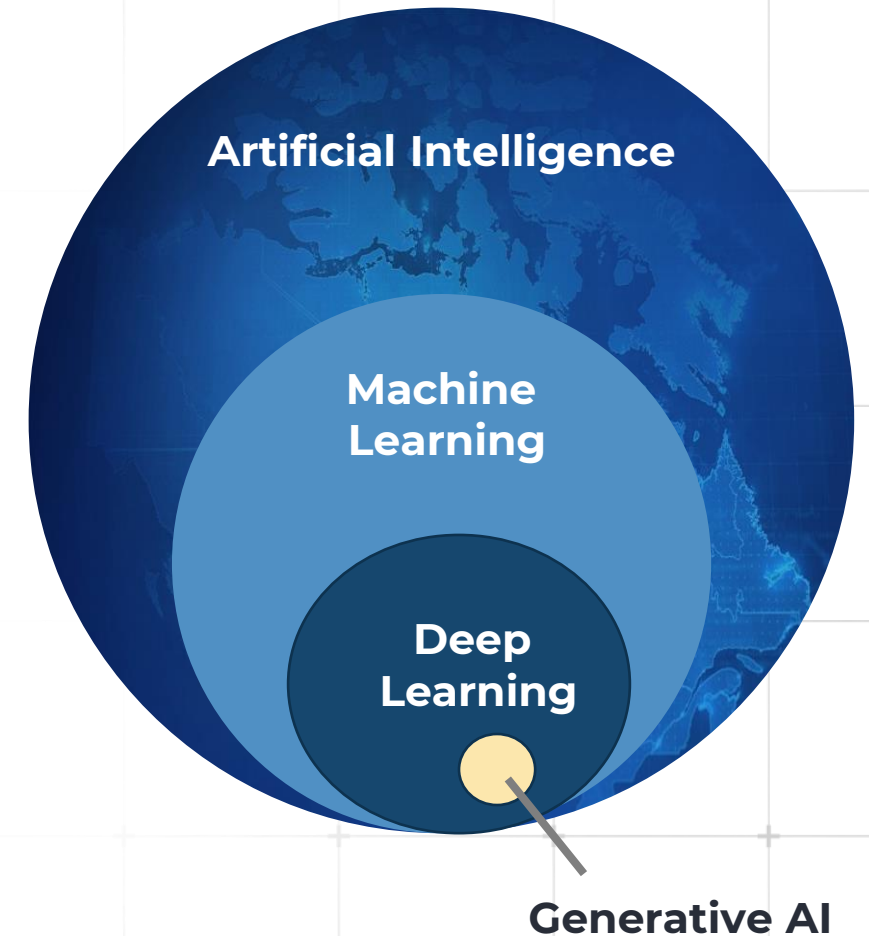 Artificial Intelligence
Machine
Learning
Deep
Learning
Generative AI